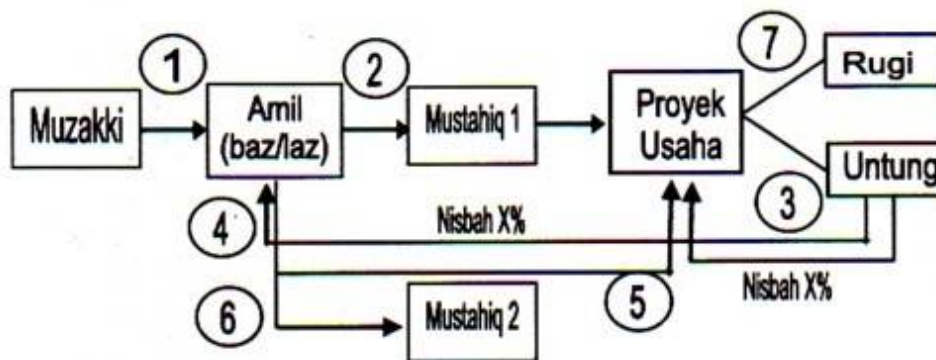 1
2
7
Rugi
Muzakki
Amil
(baz/laz)
Mustahiq 1
Proyek
Usaha
Untung
3
4
Nisbah X%
Nisbah X%
5
6
Mustahiq 2